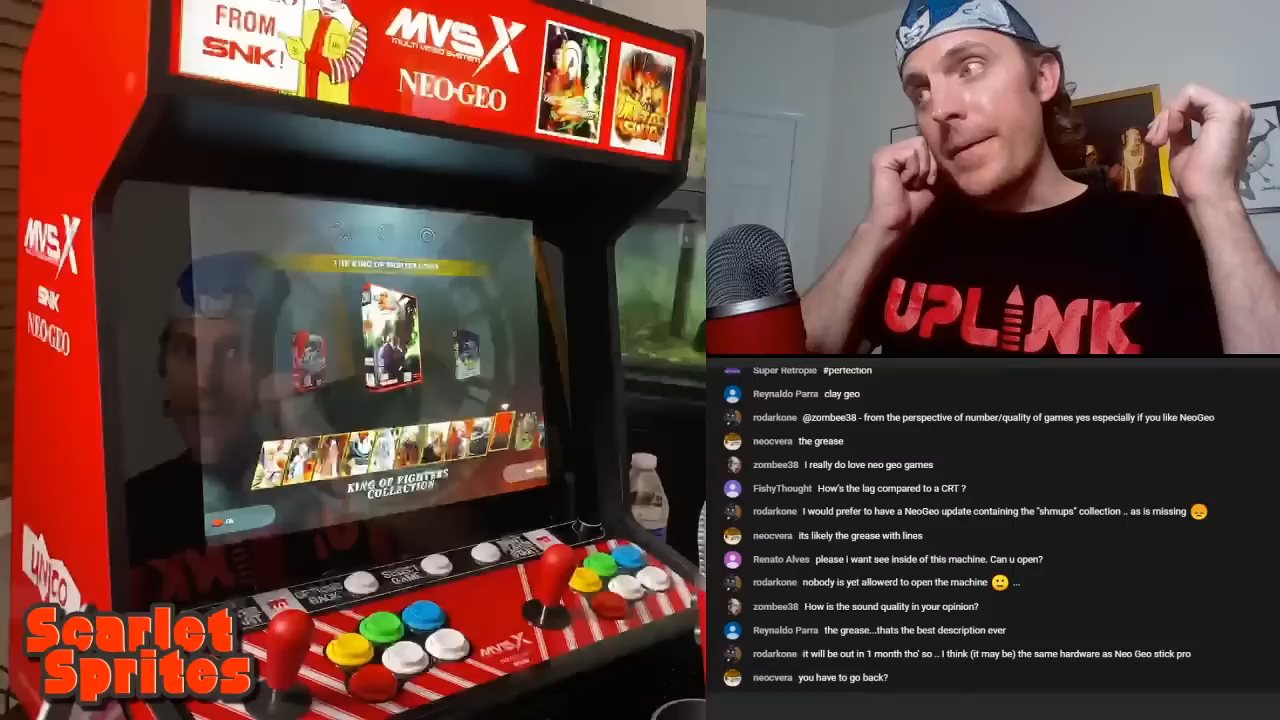 FROM
SNK!
MVSX
MULTI VIDEO SYSTEM
NEO·GEO
METAL
SLUG
MVSX
SNK
NEO·GEO
THE KING OF FIGHTERS
KING OF FIGHTERS
COLLECTION
UNICO
BACK
SELECT
GAME
MVSX
Scarlet
Sprites
UPLINK
Super Retropie #perfection
Reynaldo Parra clay geo
rodarkone @zombee38 - from the perspective of number/quality of games yes especially if you like NeoGeo
neocvera the grease
zombee38 I really do love neo geo games
FishyThought How's the lag compared to a CRT ?
rodarkone I would prefer to have a NeoGeo update containing the "shmups" collection .. as is missing 😞
neocvera its likely the grease with lines
Renato Alves please i want see inside of this machine. Can u open?
rodarkone nobody is yet allowerd to open the machine 🙂 ...
zombee38 How is the sound quality in your opinion?
Reynaldo Parra the grease...thats the best description ever
rodarkone it will be out in 1 month tho' so .. I think (it may be) the same hardware as Neo Geo stick pro
neocvera you have to go back?